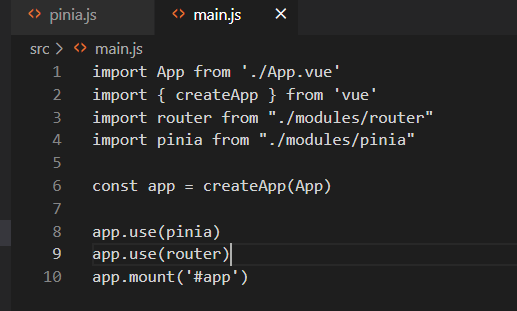 pinia.js main.js ×
src > main.js
1 import App from './App.vue'
2 import { createApp } from 'vue'
3 import router from "./modules/router"
4 import pinia from "./modules/pinia"
5
6 const app = createApp(App)
7
8 app.use(pinia)
9 app.use(router)
10 app.mount('#app')